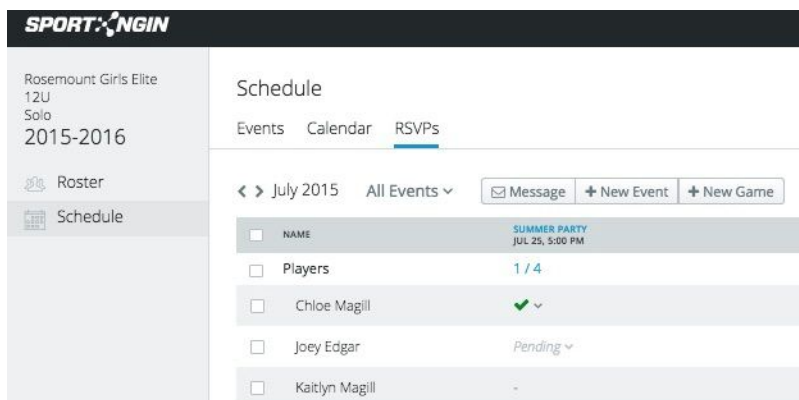 SPORT NGIN
Rosemount Girls Elite
12U
Solo
2015-2016
Roster
Schedule
Schedule
Events Calendar RSVPs
< > July 2015 All Events Message + New Event + New Game
NAME SUMMER PARTY
JUL 25, 5:00 PM
Players 1 / 4
Chloe Magill
Joey Edgar Pending
Kaitlyn Magill -